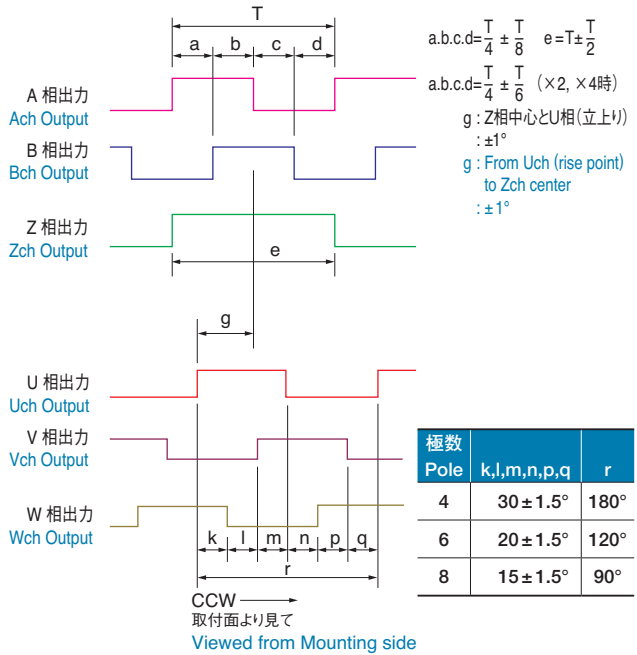 T
a b c d
A 相出力
Ach Output
B 相出力
Bch Output
Z 相出力
Zch Output
e
g
U 相出力
Uch Output
V 相出力
Vch Output
W 相出力
Wch Output
k l m n p q
r
CCW
取付面より見て
Viewed from Mounting side
a.b.c.d=T/4 ± T/8 e=T±T/2
a.b.c.d=T/4 ± T/6 (×2, ×4時)
g : Z相中心とU相(立上り)
: ±1°
g : From Uch (rise point)
to Zch center
: ± 1°
極数
Pole k,l,m,n,p,q r
4 30±1.5° 180°
6 20±1.5° 120°
8 15±1.5° 90°